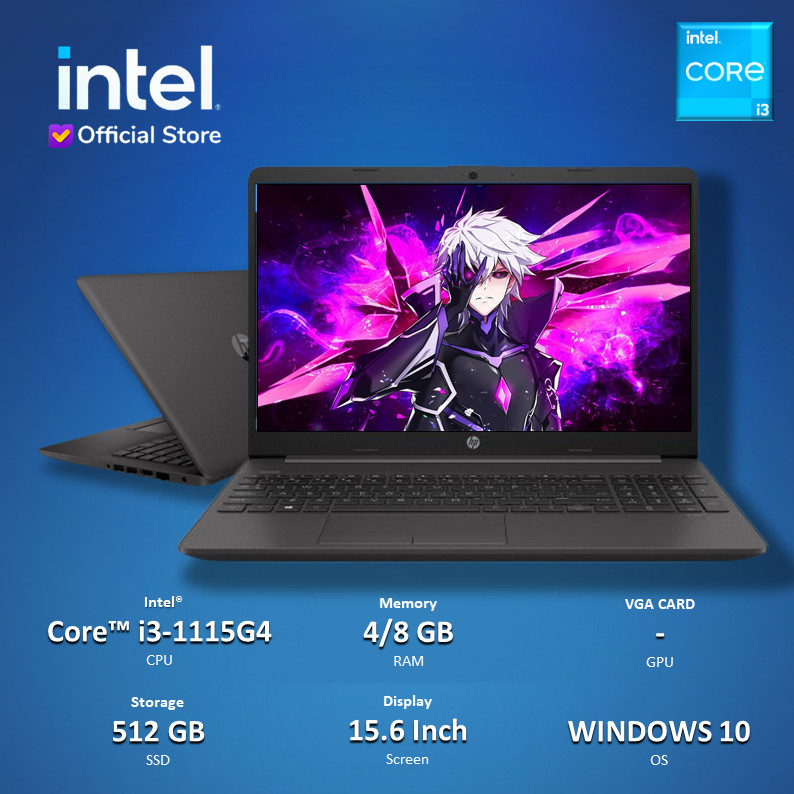 intel.
Official Store
intel.
CORE
i3
hp
Intel®
Core™ i3-1115G4
CPU
Memory
4/8 GB
RAM
VGA CARD
-
GPU
Storage
512 GB
SSD
Display
15.6 Inch
Screen
WINDOWS 10
OS